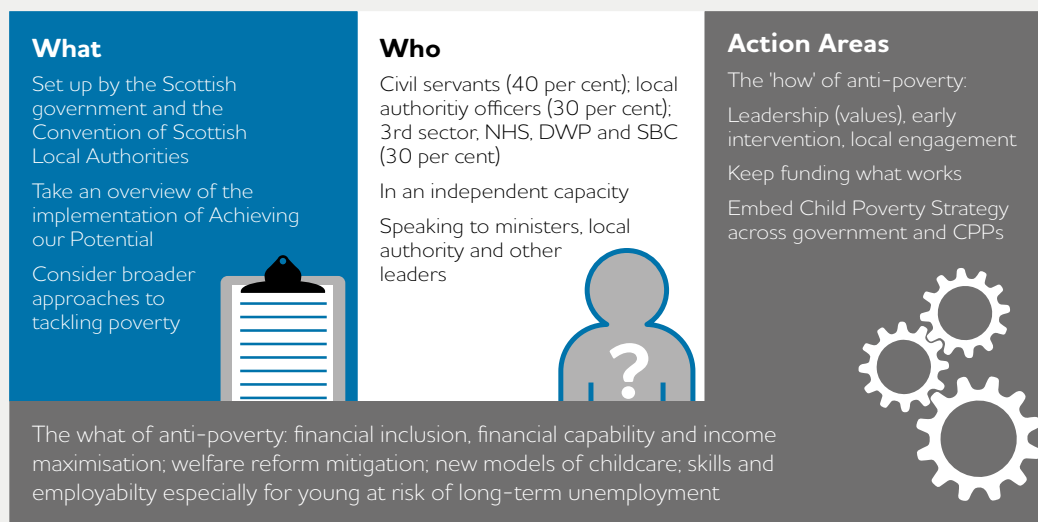 What
Set up by the Scottish
government and the
Convention of Scottish
Local Authorities
Take an overview of the
implementation of Achieving
our Potential
Consider broader
approaches to
tackling poverty
Who
Civil servants (40 per cent); local
authoritiy officers (30 per cent);
3rd sector, NHS, DWP and SBC
(30 per cent)
In an independent capacity
Speaking to ministers, local
authority and other
leaders
?
Action Areas
The 'how' of anti-poverty:
Leadership (values), early
intervention, local engagement
Keep funding what works
Embed Child Poverty Strategy
across government and CPPs
The what of anti-poverty: financial inclusion, financial capability and income
maximisation; welfare reform mitigation; new models of childcare; skills and
employabilty especially for young at risk of long-term unemployment